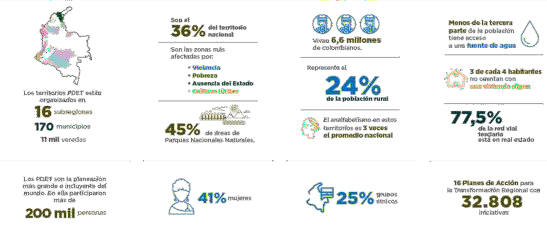 Los territorios PDET están
organizados en
16 subregiones
170 municipios
11 mil veredas
Son el
36% del territorio
nacional
Son las zonas más
afectadas por:
• Violencia
• Pobreza
• Ausencia del Estado
45% de áreas de
Parques Nacionales Naturales.
Viven 6,6 millones
de colombianos.
Representa el
24%
de la población rural
El analfabetismo en estos
territorios es 3 veces
el promedio nacional
Menos de la tercera
parte de la población
tiene acceso
a una fuente de agua
3 de cada 4 habitantes
no cuentan con
una vivienda digna
77,5%
de la red vial
terciaria
está en mal estado
Los PDET son la planeación
más grande e incluyente del
mundo. En ella participaron
más de
200 mil personas
41% mujeres
25% grupos
étnicos
16 Planes de Acción para
la Transformación Regional con
32.808
iniciativas